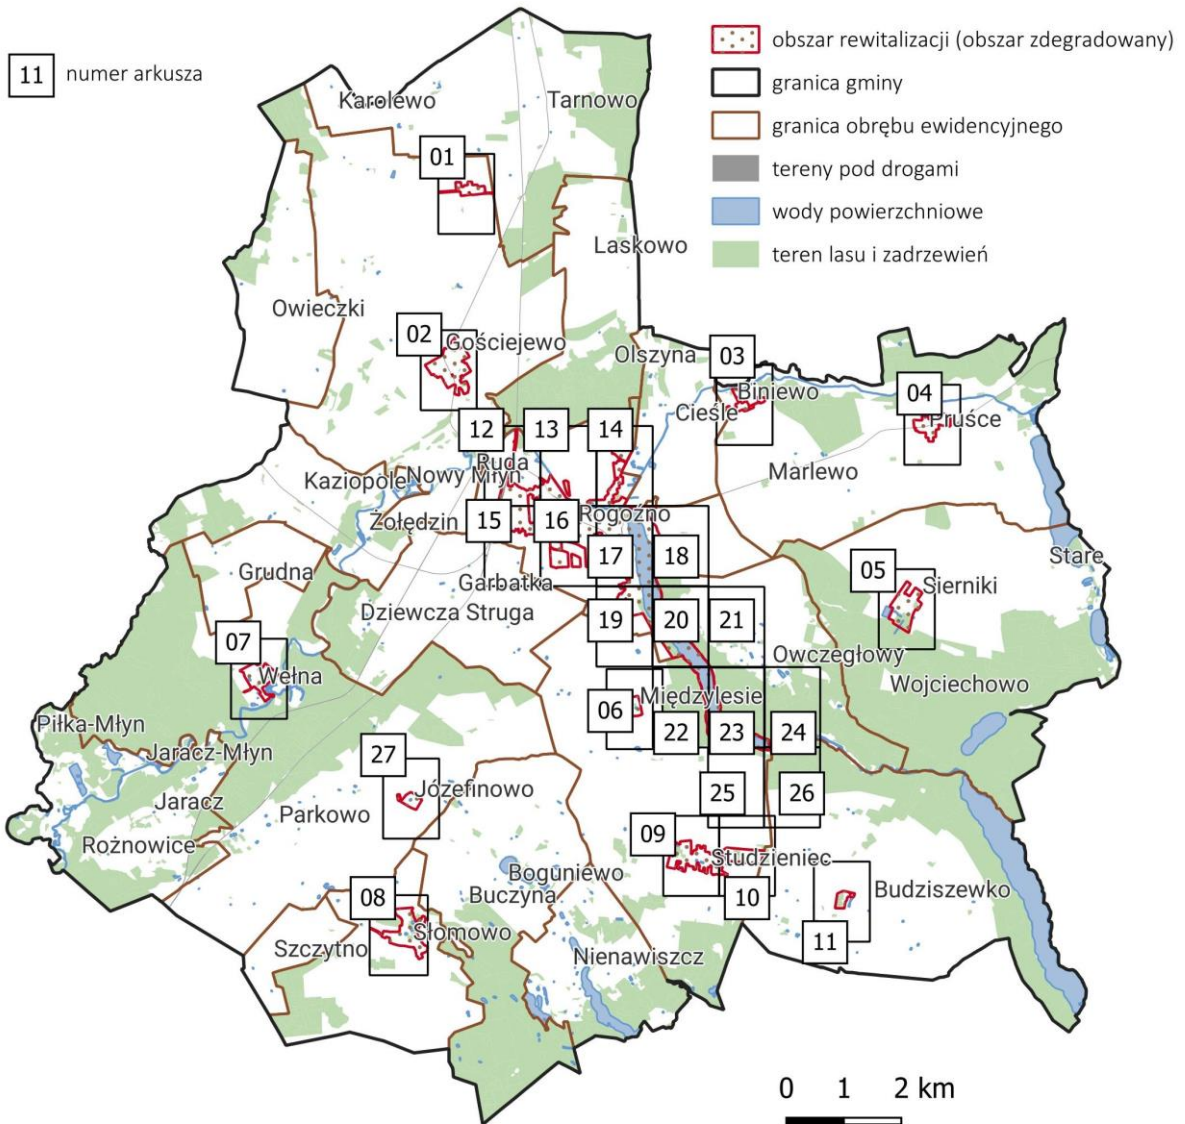 11 numer arkusza
obszar rewitalizacji (obszar zdegradowany)
granica gminy
granica obrębu ewidencyjnego
tereny pod drogami
wody powierzchniowe
teren lasu i zadrzewień
Karolewo
Tarnowo
01
Laskowo
Owieczki
02
Gościejewo
Olszyna
03
Biniewo
04
Cieśle
Pruśce
12
13
14
Ruda
Marlewo
Kaziopole
Nowy Młyn
Żołędzin
15
16
Rogoźno
17
18
Stare
Grudna
Garbatka
05
Sierniki
Dziewcza Struga
19
20
21
07
Owczegłowy
Wełna
Wojciechowo
Międzylesie
06
Piłka-Młyn
22
23
24
Jaracz-Młyn
27
Józefinowo
25
26
Jaracz
Parkowo
09
Rożnowice
Studzieniec
Boguniewo
Buczyna
Budziszewko
08
10
Słomowo
Szczytno
11
Nienawiszcz
0 1 2 km